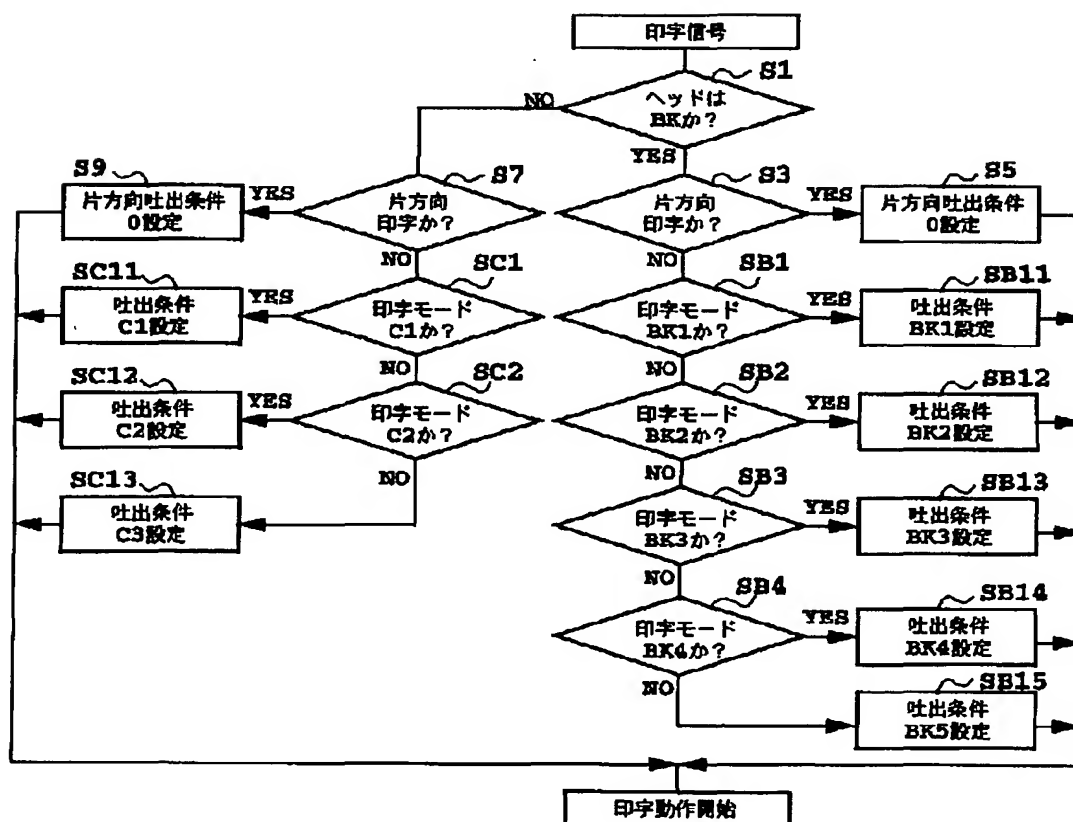 印字信号
S1
ヘッドは
BKか?
NO
YES
S9
片方向吐出条件
0設定
YES
S7
片方向
印字か?
NO
S3
片方向
印字か?
YES
NO
S5
片方向吐出条件
0設定
SC11
吐出条件
C1設定
YES
SC1
印字モード
C1か?
NO
SB1
印字モード
BK1か?
YES
NO
SB11
吐出条件
BK1設定
SC12
吐出条件
C2設定
YES
SC2
印字モード
C2か?
NO
SB2
印字モード
BK2か?
YES
NO
SB12
吐出条件
BK2設定
SC13
吐出条件
C3設定
SB3
印字モード
BK3か?
YES
NO
SB13
吐出条件
BK3設定
SB4
印字モード
BK4か?
YES
NO
SB14
吐出条件
BK4設定
SB15
吐出条件
BK5設定
印字動作開始